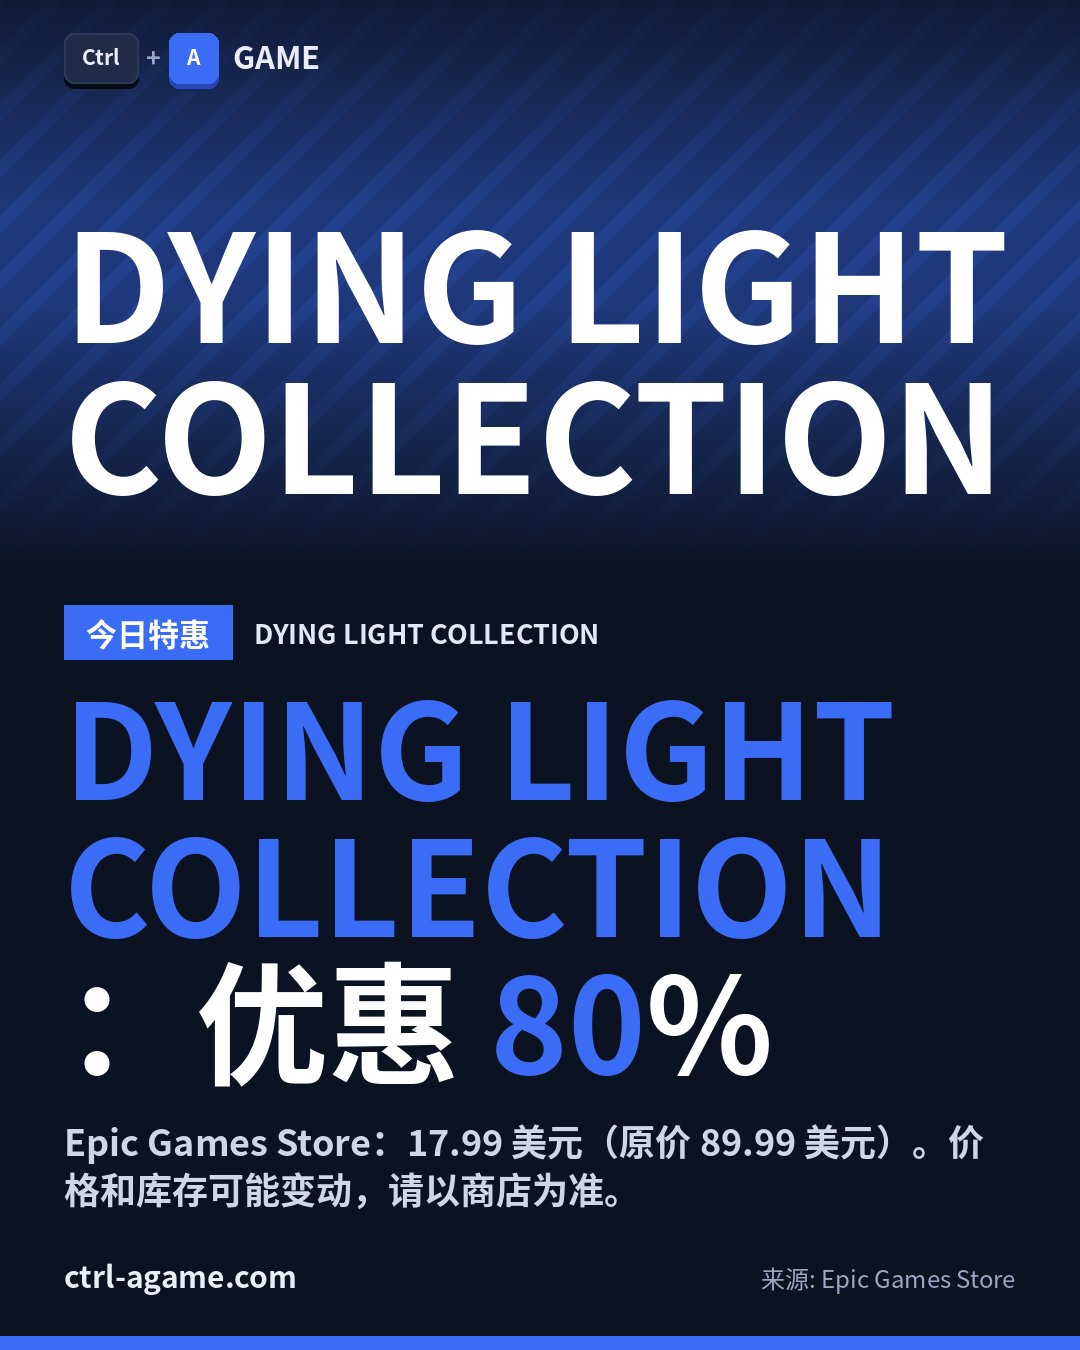 Ctrl + A GAME
DYING LIGHT
COLLECTION
今日特惠 DYING LIGHT COLLECTION
DYING LIGHT
COLLECTION
：优惠 80%
Epic Games Store：17.99 美元（原价 89.99 美元）。价
格和库存可能变动，请以商店为准。
ctrl-agame.com 来源: Epic Games Store